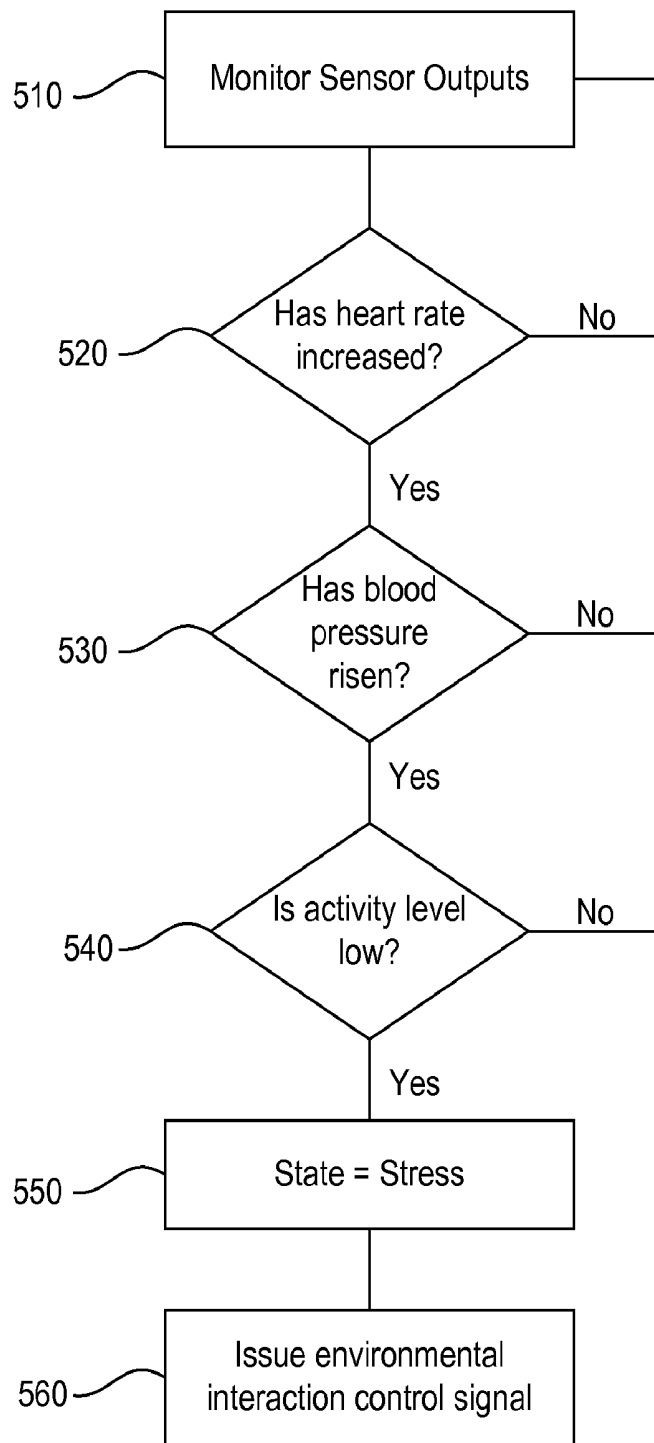 Monitor Sensor Outputs
510
Has heart rate
increased?
No
520
Yes
Has blood
pressure
risen?
No
530
Yes
Is activity level
low?
No
540
Yes
State = Stress
550
Issue environmental
interaction control signal
560